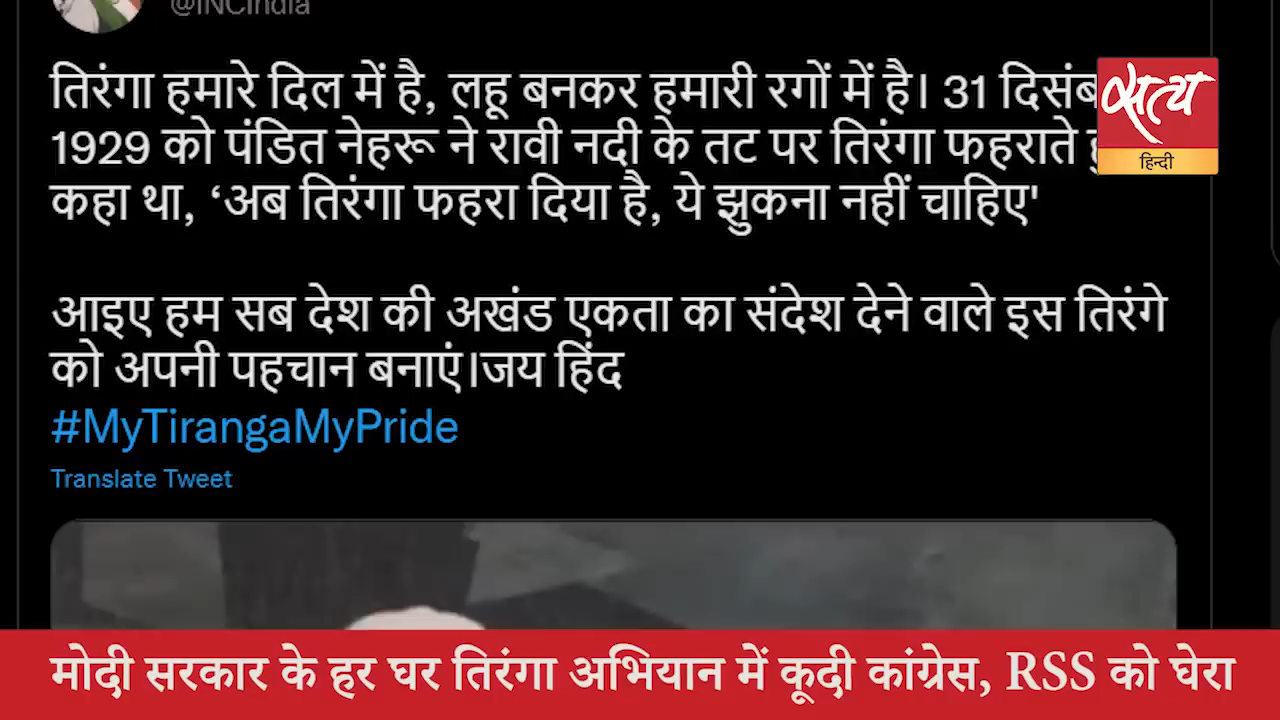 @INCIndia
तिरंगा हमारे दिल में है, लहू बनकर हमारी रगों में है। 31
1929 को पंडित नेहरू ने रावी नदी के तट पर तिरंगा फहराते
कहा था, ‘अब तिरंगा फहरा दिया है, ये झुकना नहीं चाहिए'
आइए हम सब देश की अखंड एकता का संदेश देने वाले इस तिरंगे
को अपनी पहचान बनाएं।जय हिंद
#MyTirangaMyPride
Translate Tweet
सत्य
हिन्दी
मोदी सरकार के हर घर तिरंगा अभियान में कूदी कांग्रेस, RSS को घेरा